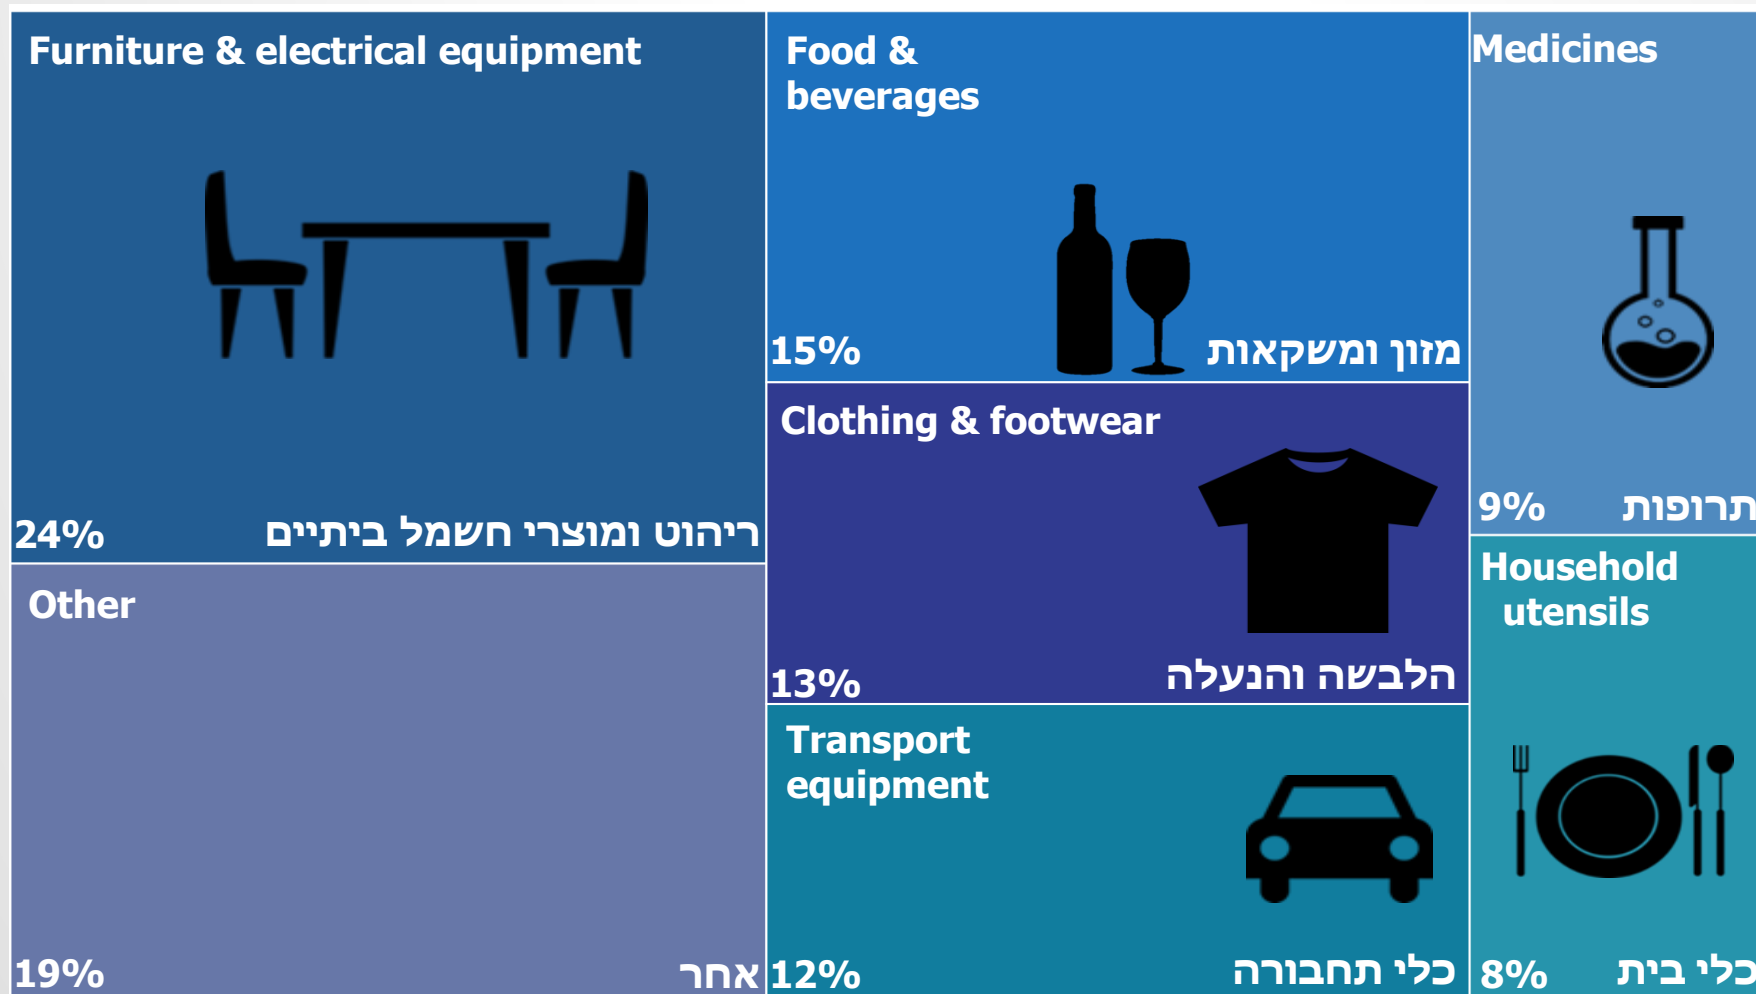 Furniture & electrical equipment
24%
ריהוט ומוצרי חשמל ביתיים
Other
19%
אחר
Food &
beverages
15%
מזון ומשקאות
Clothing & footwear
13%
הלבשה והנעלה
Transport
equipment
12%
כלי תחבורה
Medicines
9%
תרופות
Household
utensils
8%
כלי בית